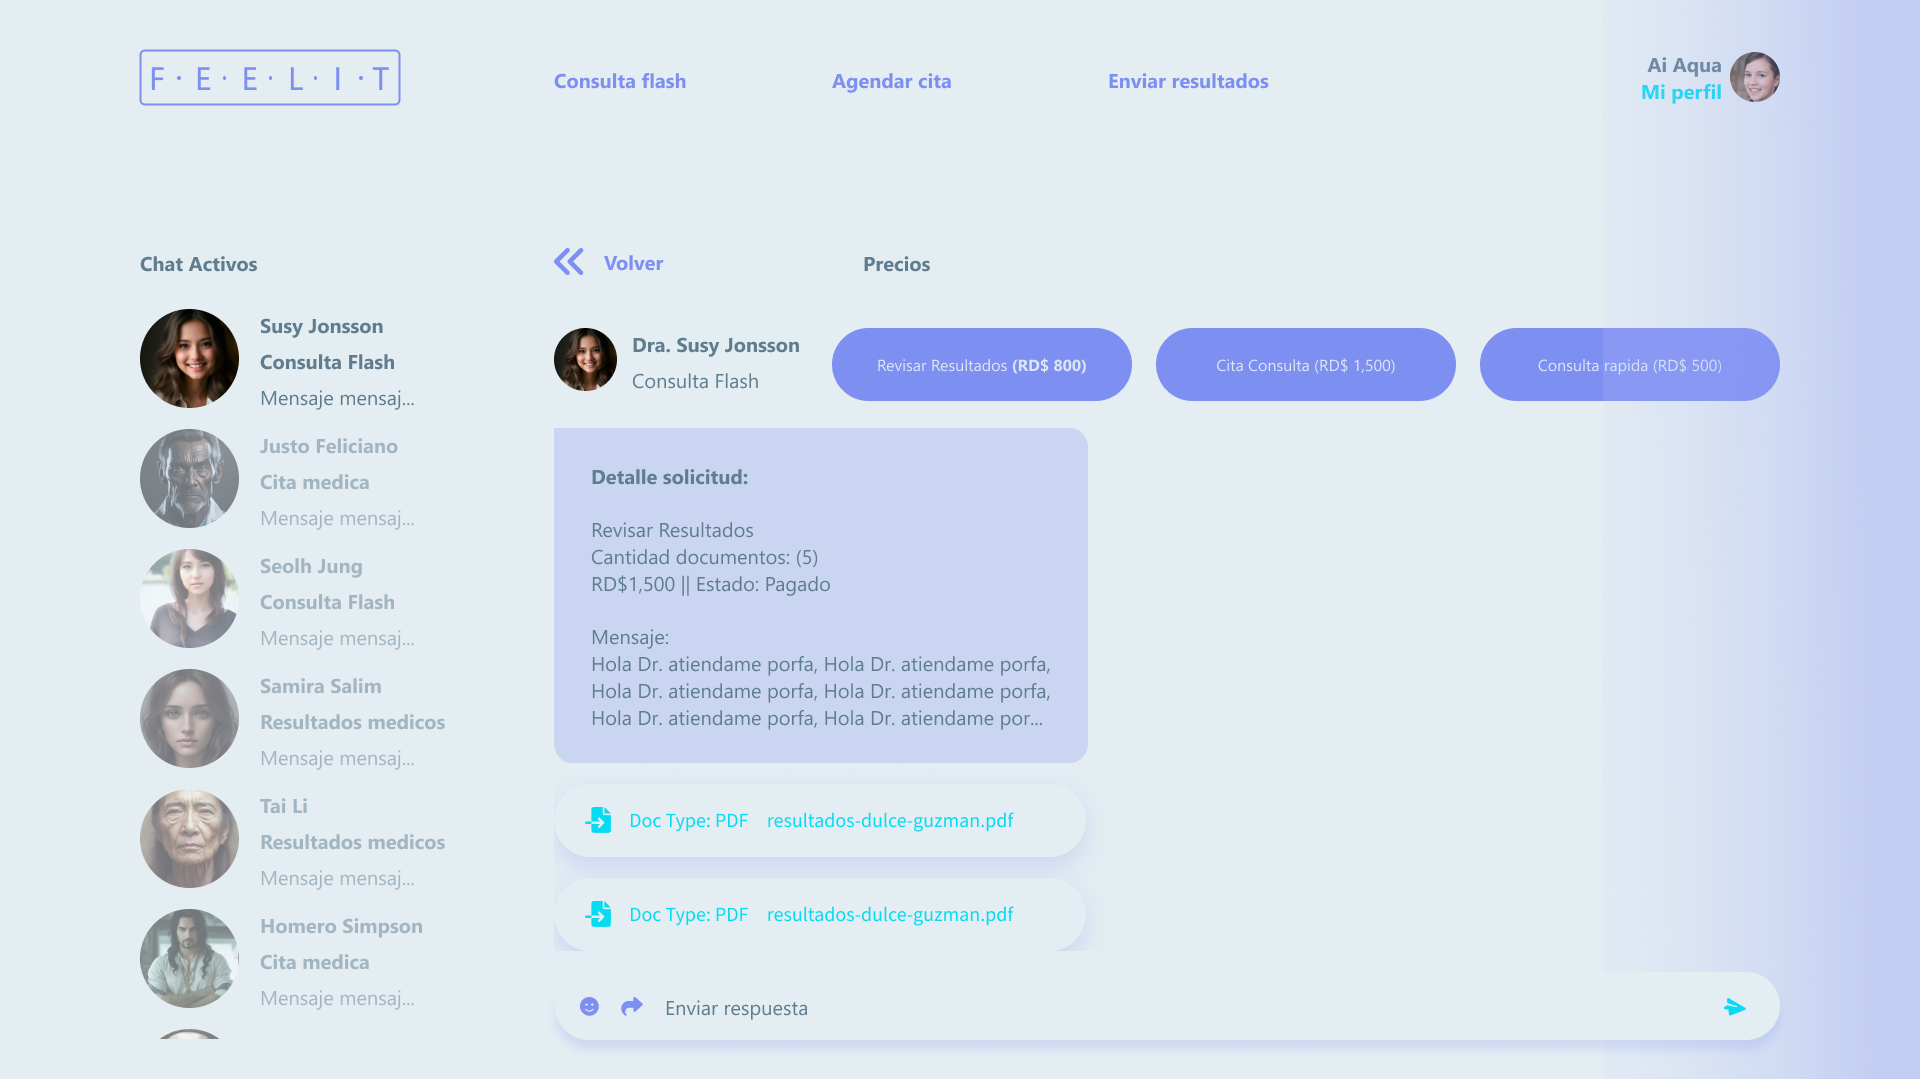 F·E·E·L·I·T
Consulta flash
Agendar cita
Enviar resultados
Ai Aqua
Mi perfil
Chat Activos
Susy Jonsson
Consulta Flash
Mensaje mensaj...
Justo Feliciano
Cita medica
Mensaje mensaj...
Seolh Jung
Consulta Flash
Mensaje mensaj...
Samira Salim
Resultados medicos
Mensaje mensaj...
Tai Li
Resultados medicos
Mensaje mensaj...
Homero Simpson
Cita medica
Mensaje mensaj...
Volver
Precios
Dra. Susy Jonsson
Consulta Flash
Revisar Resultados (RD$ 800)
Cita Consulta (RD$ 1,500)
Consulta rapida (RD$ 500)
Detalle solicitud:
Revisar Resultados
Cantidad documentos: (5)
RD$1,500 || Estado: Pagado
Mensaje:
Hola Dr. atiendame porfa, Hola Dr. atiendame porfa,
Hola Dr. atiendame porfa, Hola Dr. atiendame porfa,
Hola Dr. atiendame porfa, Hola Dr. atiendame por...
Doc Type: PDF resultados-dulce-guzman.pdf
Doc Type: PDF resultados-dulce-guzman.pdf
Enviar respuesta